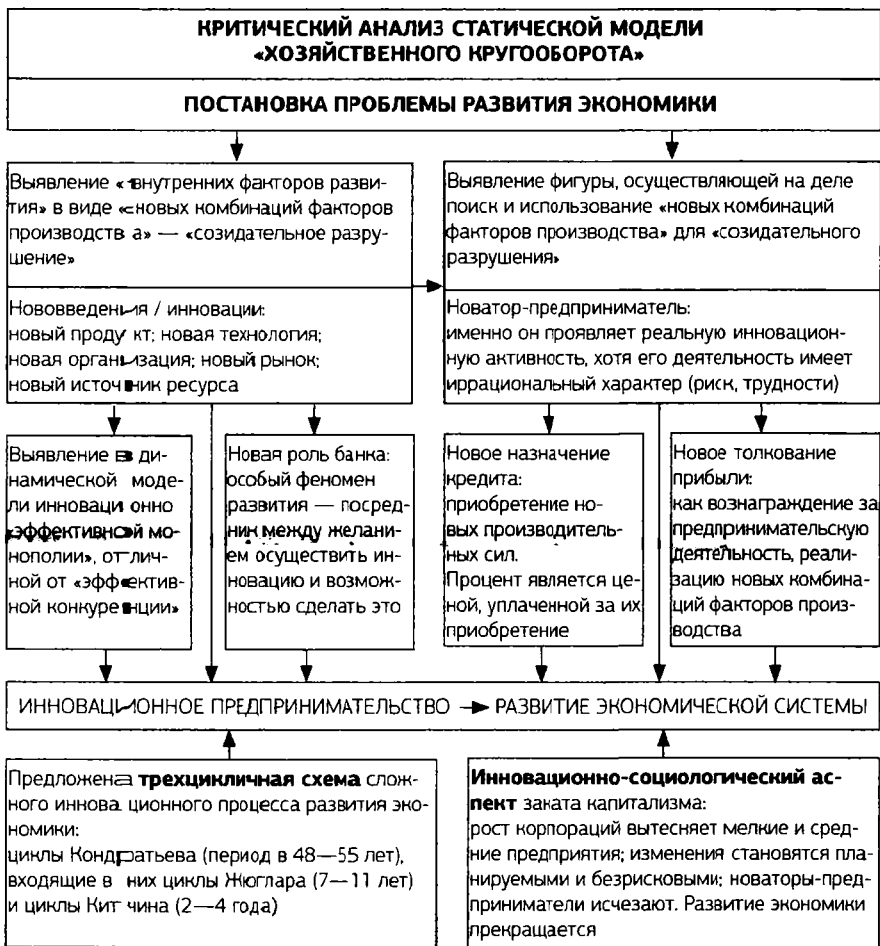 КРИТИЧЕСКИЙ АНАЛИЗ СТАТИЧЕСКОЙ МОДЕЛИ
«ХОЗЯЙСТВЕННОГО КРУГООБОРОТА»
ПОСТАНОВКА ПРОБЛЕМЫ РАЗВИТИЯ ЭКОНОМИКИ
Выявление «внутренних факторов разви-
тия» в виде «новых комбинаций факторов
производства» — «созидательное разру-
шение»
Нововведения / инновации:
новый продукт; новая технология;
новая организация; новый рынок;
новый источник ресурса
Выявление фигуры, осуществляющей на деле
поиск и использование «новых комбинаций
факторов производства» для «созидательного
разрушения»
Новатор-предприниматель:
именно он проявляет реальную инновацион-
ную активность, хотя его деятельность имеет
иррациональный характер (риск, трудности)
Выявление в ди-
намической моде-
ли инновационно
«эффективной мо-
нополии», отлич-
ной от «эффектив-
ной конкуренции»
Новая роль банка:
особый феномен
развития — посред-
ник между желани-
ем осуществить ин-
новацию и возмож-
ностью сделать это
Новое назначение
кредита:
приобретение но-
вых производитель-
ных сил.
Процент является це-
ной, уплаченной за их
приобретение
Новое толкование
прибыли:
как вознаграждение за
предпринимательскую
деятельность, реали-
зацию новых комбина-
ций факторов произ-
водства
ИННОВАЦИОННОЕ ПРЕДПРИНИМАТЕЛЬСТВО → РАЗВИТИЕ ЭКОНОМИЧЕСКОЙ СИСТЕМЫ
Предложена трехцикличная схема слож-
ного инновационного процесса развития эко-
номики:
циклы Кондратьева (период в 48—55 лет),
входящие в них циклы Жюглара (7—11 лет)
и циклы Китчина (2—4 года)
Инновационно-социологический ас-
пект заката капитализма:
рост корпораций вытесняет мелкие и сред-
ние предприятия; изменения становятся пла-
нируемыми и безрисковыми; новаторы-пред-
приниматели исчезают. Развитие экономики
прекращается